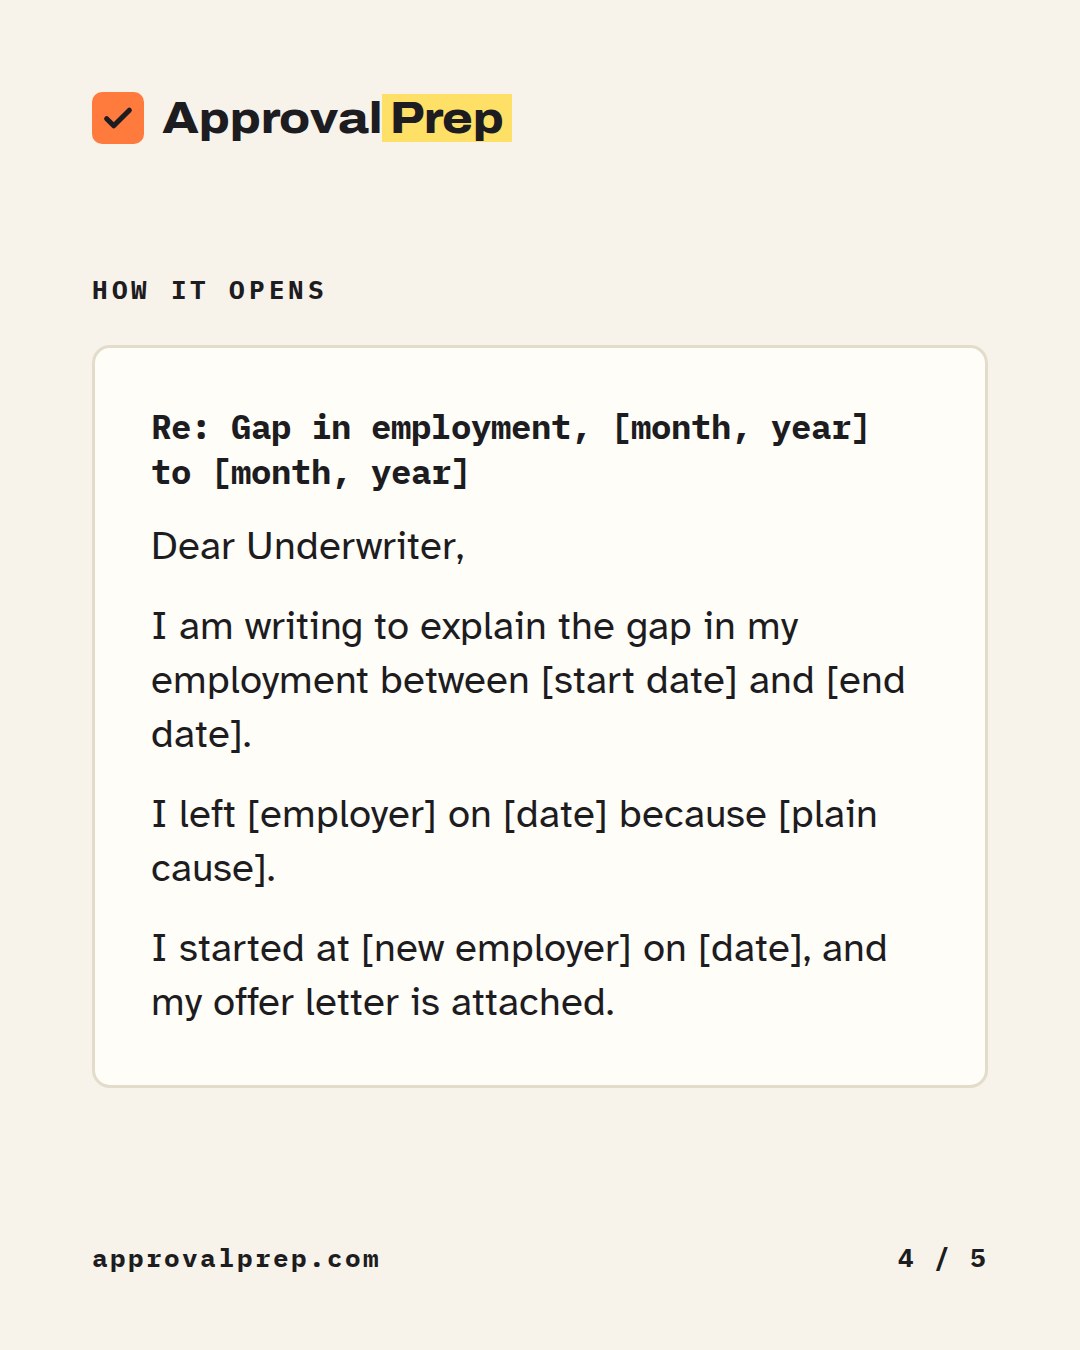 ApprovalPrep
HOW IT OPENS
Re: Gap in employment, [month, year]
to [month, year]
Dear Underwriter,
I am writing to explain the gap in my
employment between [start date] and [end
date].
I left [employer] on [date] because [plain
cause].
I started at [new employer] on [date], and
my offer letter is attached.
approvalprep.com
4 / 5